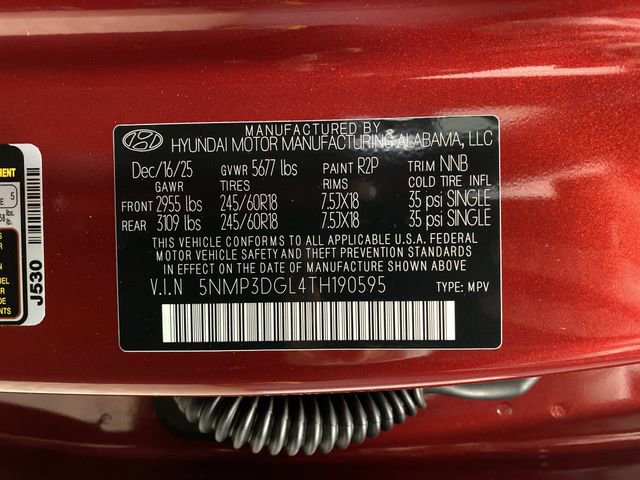 MANUFACTURED BY
HYUNDAI MOTOR MANUFACTURING ALABAMA, LLC
Dec/16/25 GVWR 5677 lbs PAINT R2P TRIM NNB
GAWR TIRES RIMS COLD TIRE INFL
FRONT 2955 lbs 245/60R18 7.5JX18 35 psi SINGLE
REAR 3109 lbs 245/60R18 7.5JX18 35 psi SINGLE
THIS VEHICLE CONFORMS TO ALL APPLICABLE U.S.A. FEDERAL
MOTOR VEHICLE SAFETY AND THEFT PREVENTION STANDARDS
IN EFFECT ON THE DATE OF MANUFACTURE SHOWN ABOVE.
V.I.N 5NMP3DGL4TH190595 TYPE: MPV
J530
5